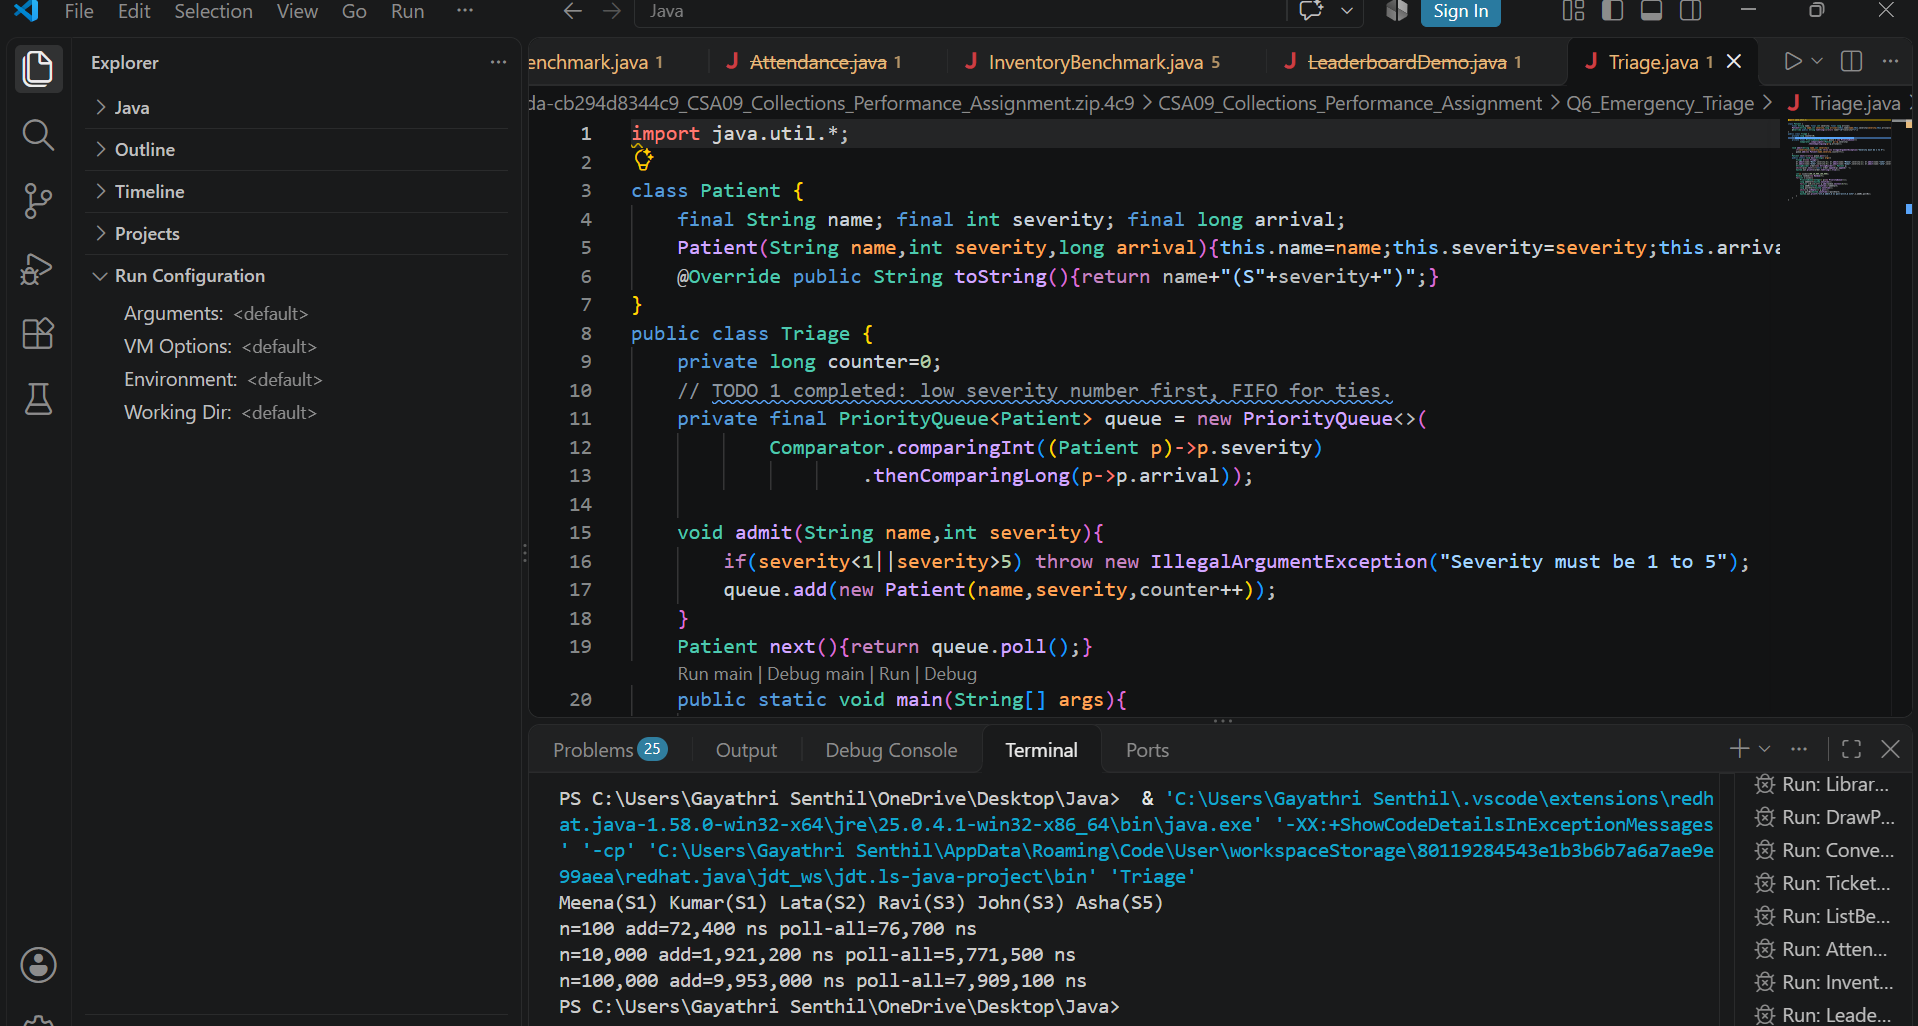 File Edit Selection View Go Run ··· Java Sign In
Explorer ···
Java
Outline
Timeline
Projects
Run Configuration
Arguments: <default>
VM Options: <default>
Environment: <default>
Working Dir: <default>
enchmark.java 1 J Attendance.java 1 J InventoryBenchmark.java 5 J LeaderboardDemo.java 1 J Triage.java 1
da-cb294d8344c9_CSA09_Collections_Performance_Assignment.zip.4c9 > CSA09_Collections_Performance_Assignment > Q6_Emergency_Triage > J Triage.java
1 import java.util.*;
2
3 class Patient {
4 final String name; final int severity; final long arrival;
5 Patient(String name,int severity,long arrival){this.name=name;this.severity=severity;this.arriva
6 @Override public String toString(){return name+"(S"+severity+")";}
7 }
8 public class Triage {
9 private long counter=0;
10 // TODO 1 completed: low severity number first, FIFO for ties.
11 private final PriorityQueue<Patient> queue = new PriorityQueue<>(
12 Comparator.comparingInt((Patient p)->p.severity)
13 .thenComparingLong(p->p.arrival));
14
15 void admit(String name,int severity){
16 if(severity<1||severity>5) throw new IllegalArgumentException("Severity must be 1 to 5");
17 queue.add(new Patient(name,severity,counter++));
18 }
19 Patient next(){return queue.poll();}
Run main | Debug main | Run | Debug
20 public static void main(String[] args){
Problems 25 Output Debug Console Terminal Ports
PS C:\Users\Gayathri Senthil\OneDrive\Desktop\Java> & 'C:\Users\Gayathri Senthil\.vscode\extensions\redh
at.java-1.58.0-win32-x64\jre\25.0.4.1-win32-x86_64\bin\java.exe' '-XX:+ShowCodeDetailsInExceptionMessages
' '-cp' 'C:\Users\Gayathri Senthil\AppData\Roaming\Code\User\workspaceStorage\80119284543e1b3b6b7a6a7ae9e
99aea\redhat.java\jdt_ws\jdt.ls-java-project\bin' 'Triage'
Meena(S1) Kumar(S1) Lata(S2) Ravi(S3) John(S3) Asha(S5)
n=100 add=72,400 ns poll-all=76,700 ns
n=10,000 add=1,921,200 ns poll-all=5,771,500 ns
n=100,000 add=9,953,000 ns poll-all=7,909,100 ns
PS C:\Users\Gayathri Senthil\OneDrive\Desktop\Java>
Run: Librar...
Run: DrawP...
Run: Conve...
Run: Ticket...
Run: ListBe...
Run: Atten...
Run: Invent...
Run: Leade...